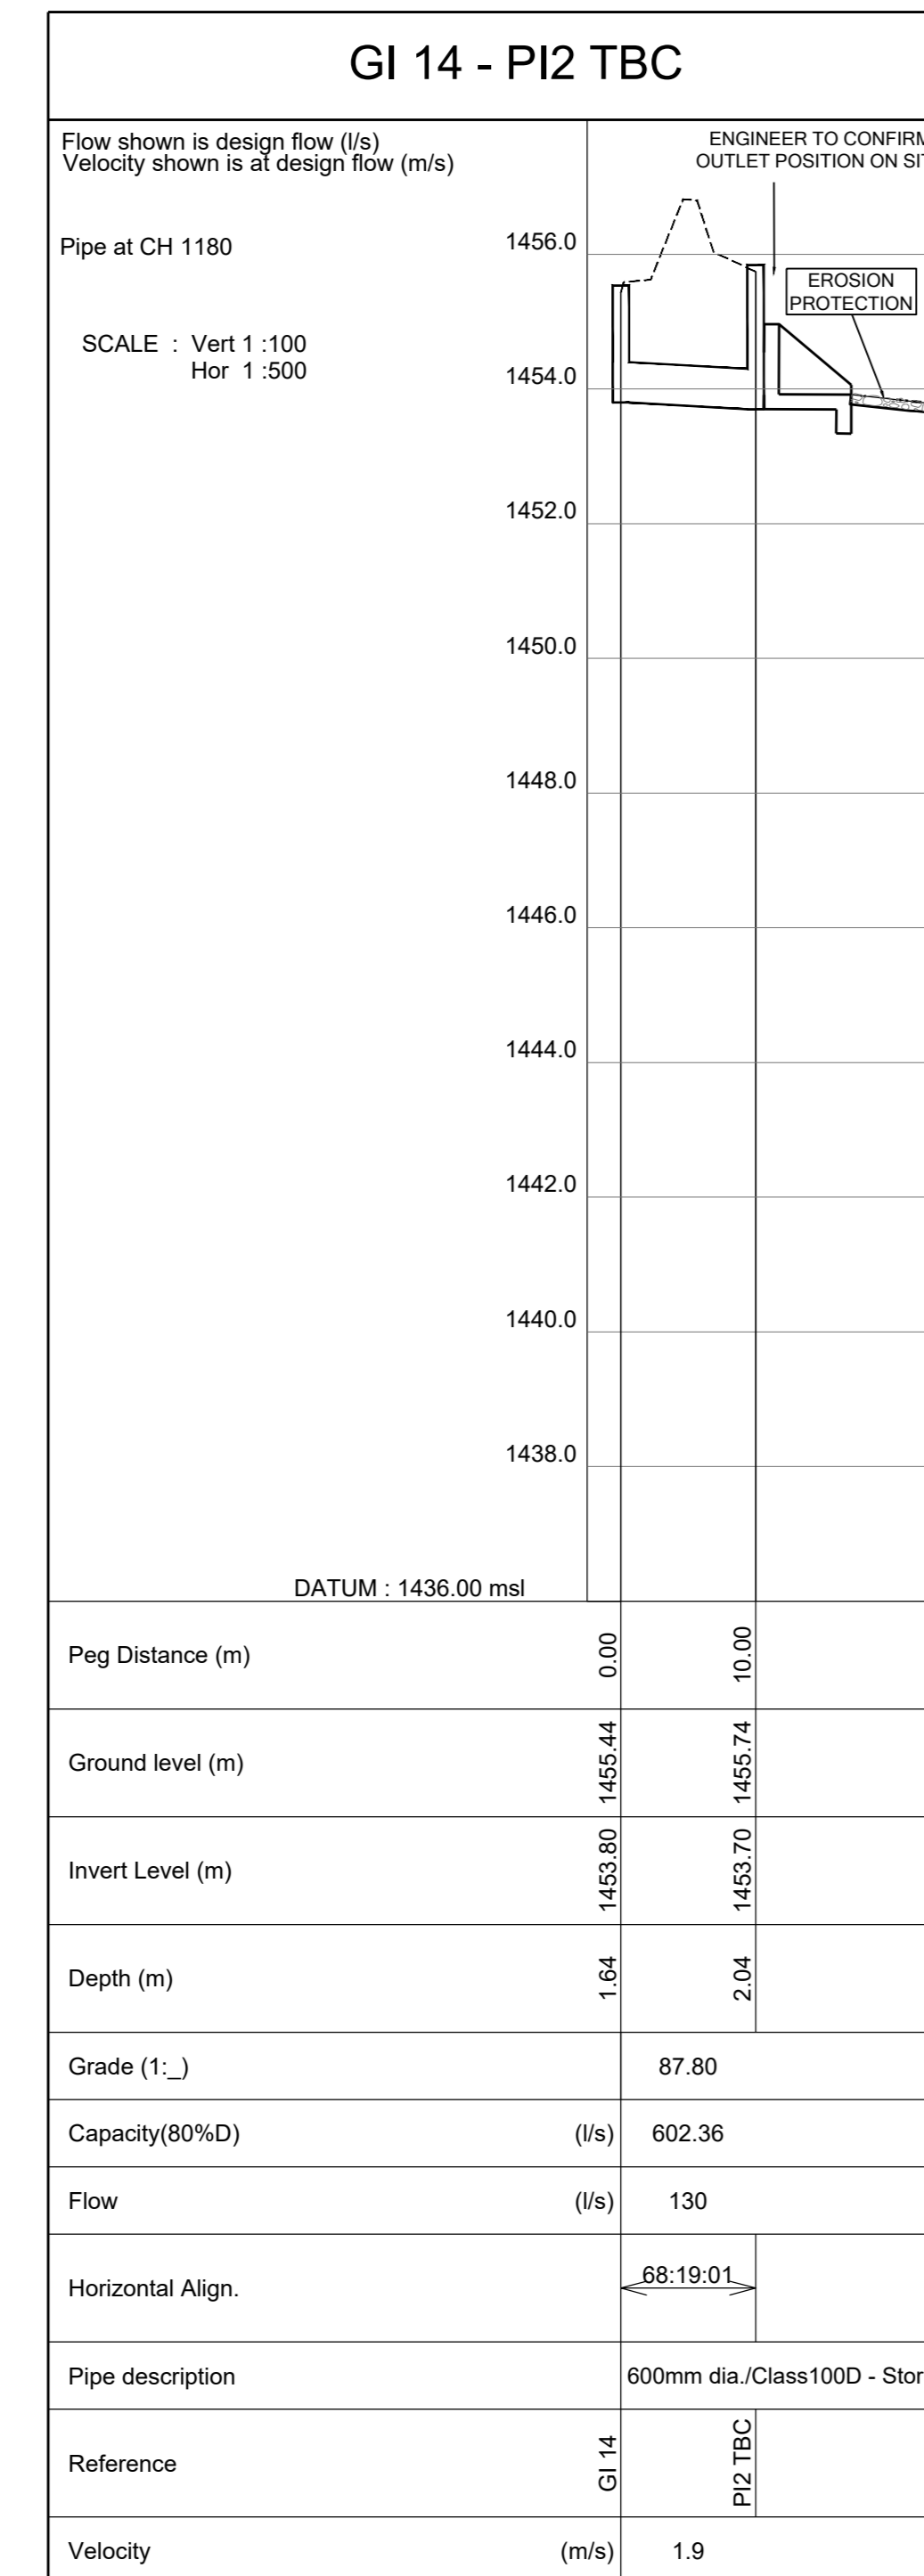 GI 14 - PI2 TBC
Flow shown is design flow (l/s)
Velocity shown is at design flow (m/s)
ENGINEER TO CONFIRM
OUTLET POSITION ON SIT
Pipe at CH 1180
1456.0
EROSION
PROTECTION
SCALE : Vert 1 :100
Hor 1 :500
1454.0
1452.0
1450.0
1448.0
1446.0
1444.0
1442.0
1440.0
1438.0
DATUM : 1436.00 msl
Peg Distance (m) 0.00 10.00
Ground level (m) 1455.44 1455.74
Invert Level (m) 1453.80 1453.70
Depth (m) 1.64 2.04
Grade (1:_) 87.80
Capacity(80%D) (l/s) 602.36
Flow (l/s) 130
Horizontal Align. 68:19:01
Pipe description 600mm dia./Class100D - Stor
Reference GI 14 PI2 TBC
Velocity (m/s) 1.9